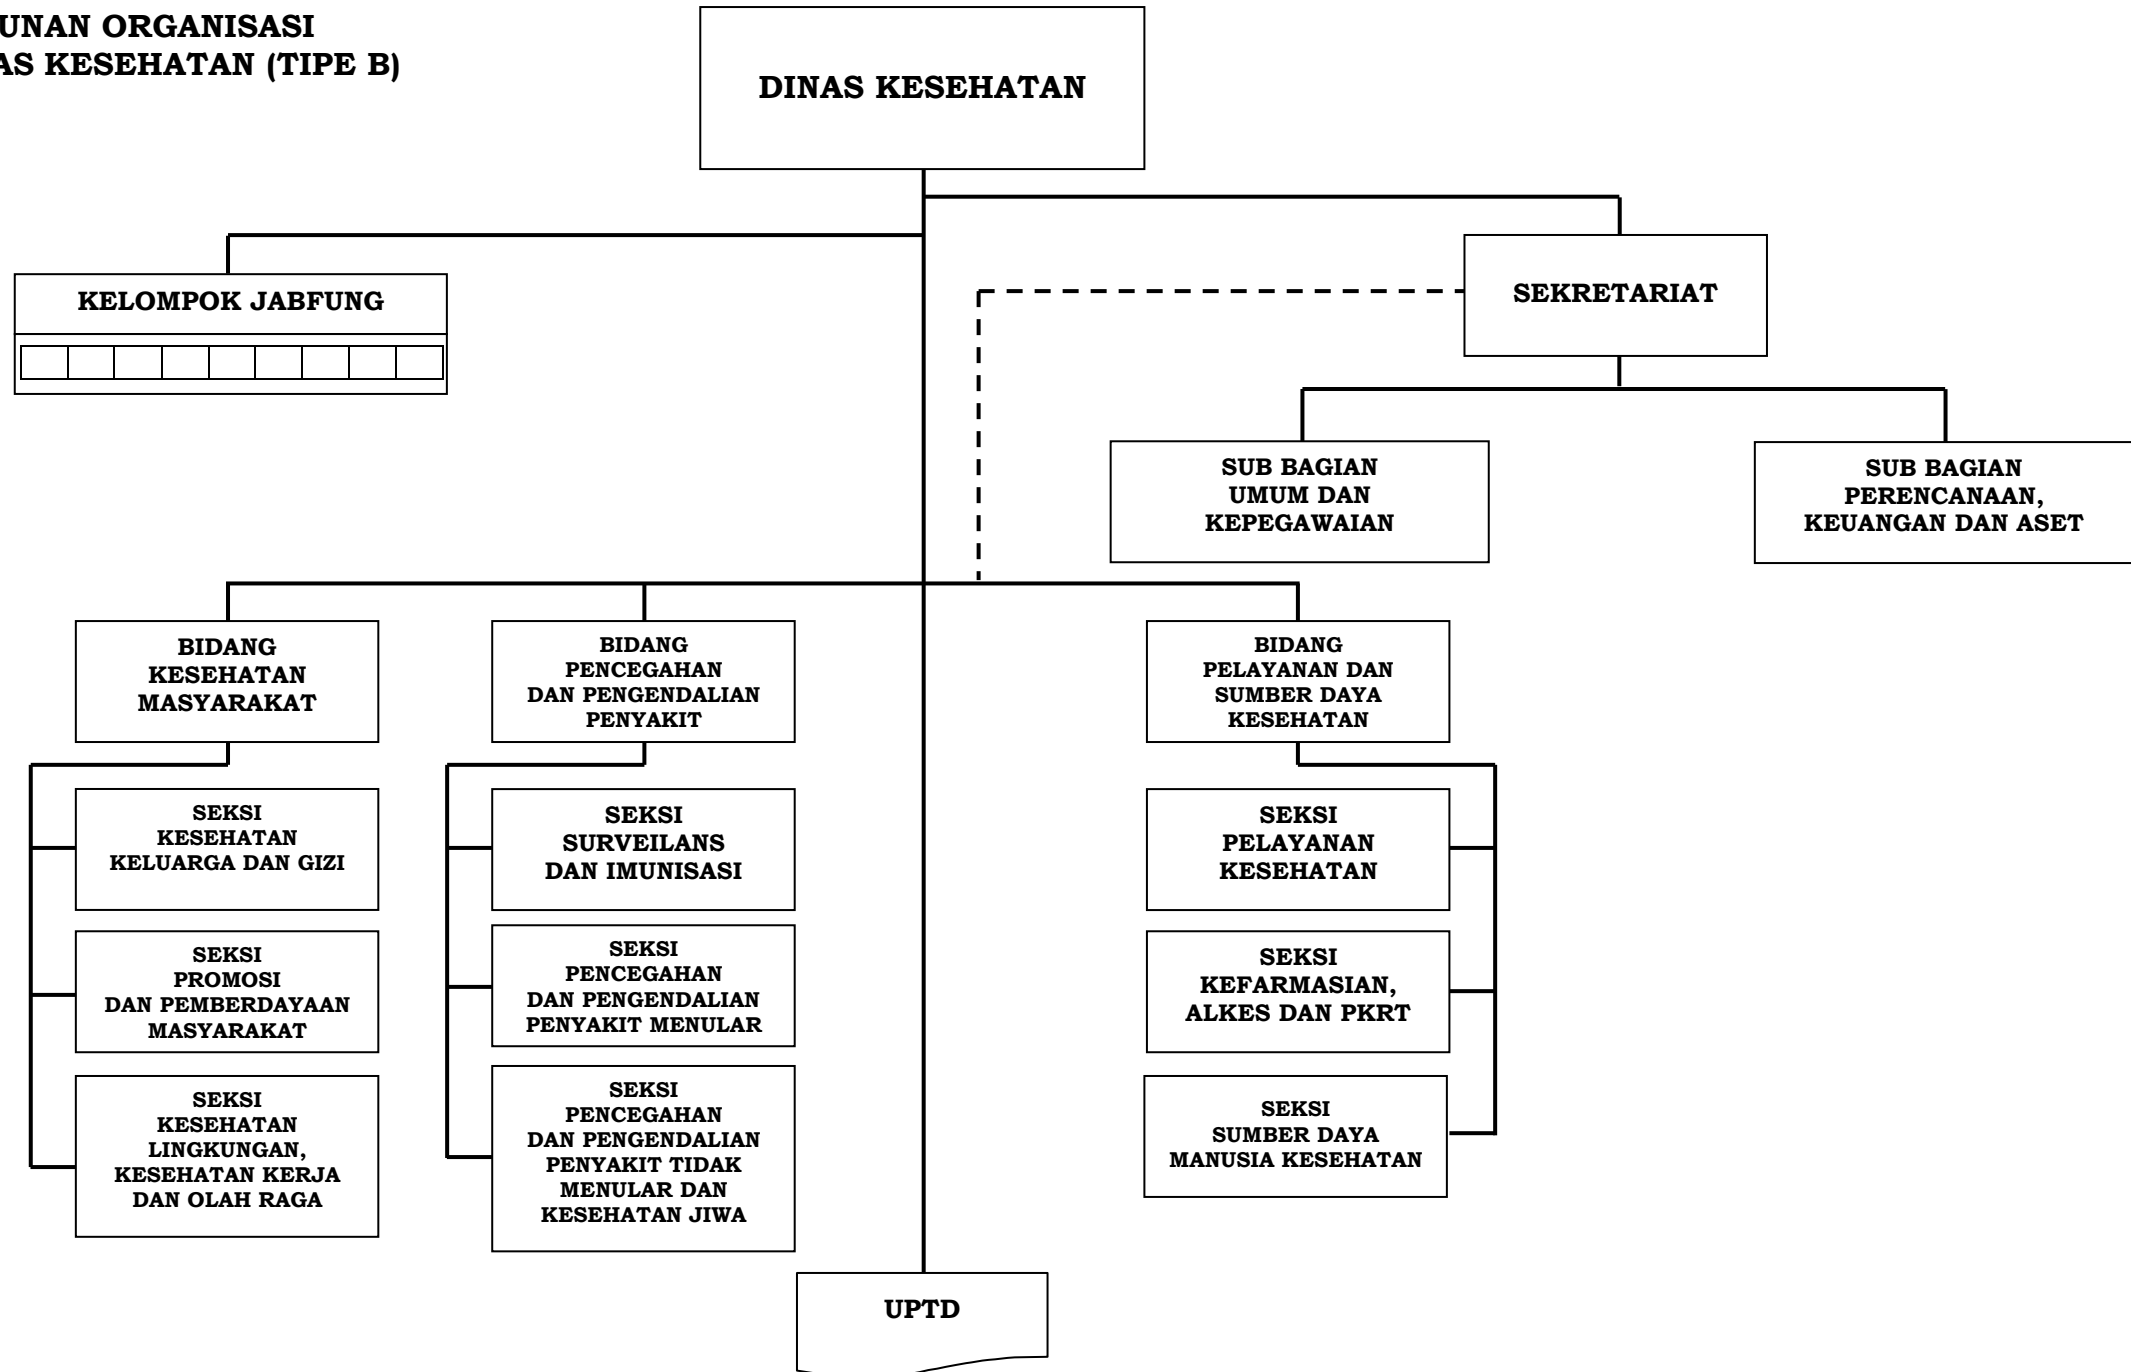 UNAN ORGANISASI
AS KESEHATAN (TIPE B)
DINAS KESEHATAN
KELOMPOK JABFUNG
SEKRETARIAT
SUB BAGIAN
UMUM DAN
KEPEGAWAIAN
SUB BAGIAN
PERENCANAAN,
KEUANGAN DAN ASET
BIDANG
KESEHATAN
MASYARAKAT
BIDANG
PENCEGAHAN
DAN PENGENDALIAN
PENYAKIT
BIDANG
PELAYANAN DAN
SUMBER DAYA
KESEHATAN
SEKSI
KESEHATAN
KELUARGA DAN GIZI
SEKSI
SURVEILANS
DAN IMUNISASI
SEKSI
PELAYANAN
KESEHATAN
SEKSI
PROMOSI
DAN PEMBERDAYAAN
MASYARAKAT
SEKSI
PENCEGAHAN
DAN PENGENDALIAN
PENYAKIT MENULAR
SEKSI
KEFARMASIAN,
ALKES DAN PKRT
SEKSI
KESEHATAN
LINGKUNGAN,
KESEHATAN KERJA
DAN OLAH RAGA
SEKSI
PENCEGAHAN
DAN PENGENDALIAN
PENYAKIT TIDAK
MENULAR DAN
KESEHATAN JIWA
SEKSI
SUMBER DAYA
MANUSIA KESEHATAN
UPTD